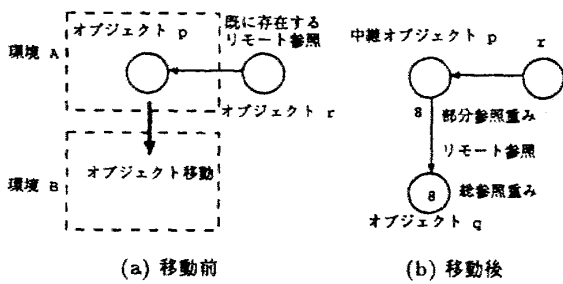 オブジェクト p
既に存在する
リモート参照
環境 A
オブジェクト r
オブジェクト移動
環境 B
(a) 移動前
中継オブジェクト p
r
8
部分参照重み
リモート参照
8
総参照重み
オブジェクト q
(b) 移動後